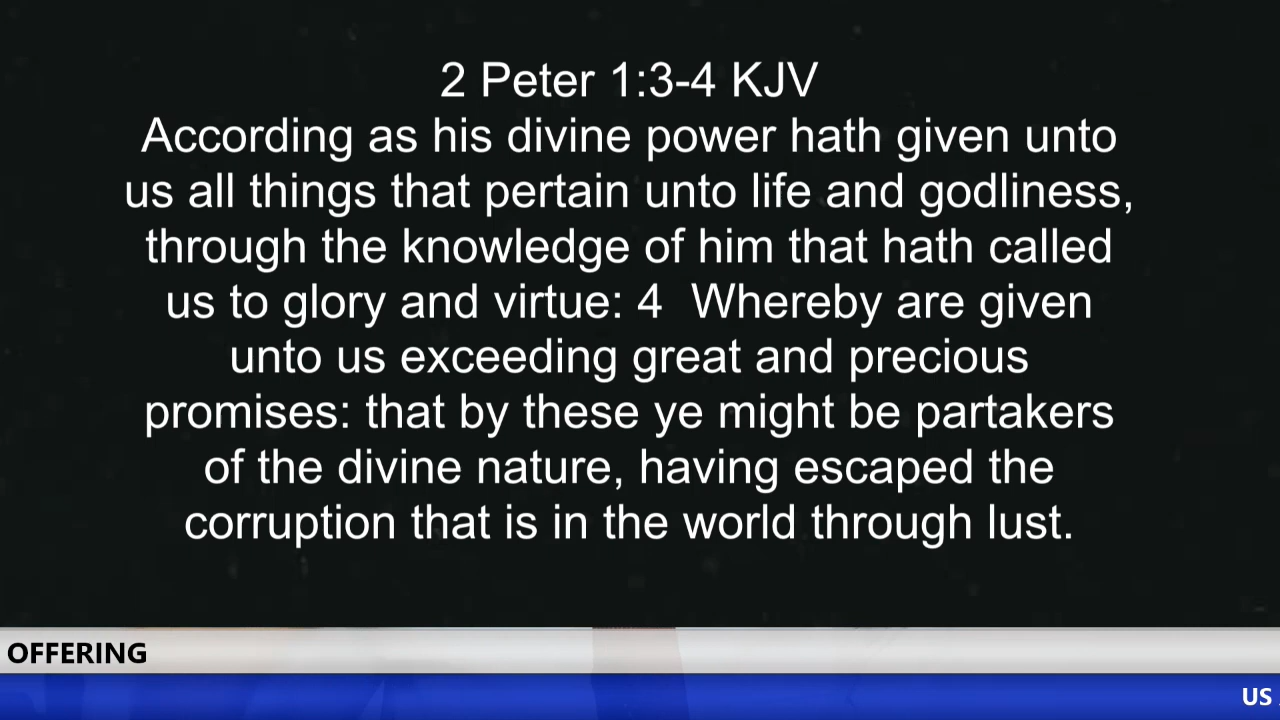 2 Peter 1:3-4 KJV
According as his divine power hath given unto
us all things that pertain unto life and godliness,
through the knowledge of him that hath called
us to glory and virtue: 4  Whereby are given
unto us exceeding great and precious
promises: that by these ye might be partakers
of the divine nature, having escaped the
corruption that is in the world through lust.
OFFERING
US